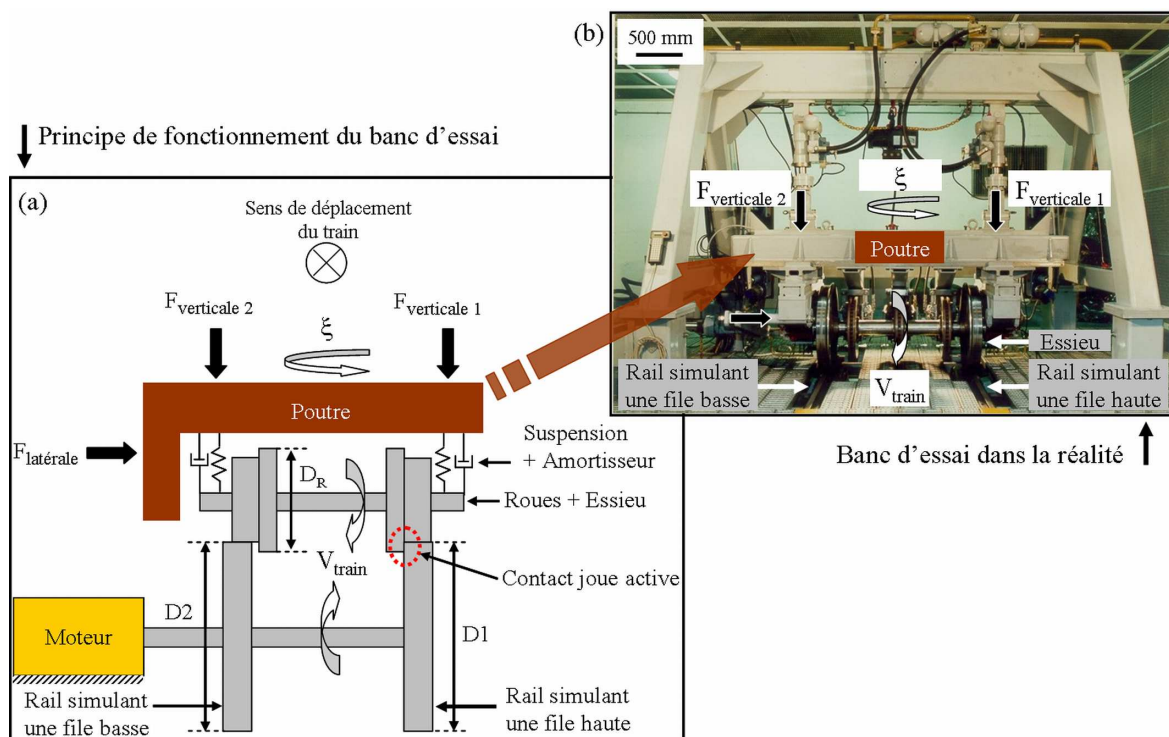 (b)
500 mm
Principe de fonctionnement du banc d'essai
ξ
F verticale 2
F verticale 1
Poutre
Essieu
Rail simulant
une file basse
V train
Rail simulant
une file haute
Banc d'essai dans la réalité
(a)
Sens de déplacement
du train
F verticale 2
F verticale 1
ξ
Poutre
F latérale
Suspension
+ Amortisseur
D R
Roues + Essieu
V train
Contact joue active
D2
D1
Moteur
Rail simulant
une file basse
Rail simulant
une file haute